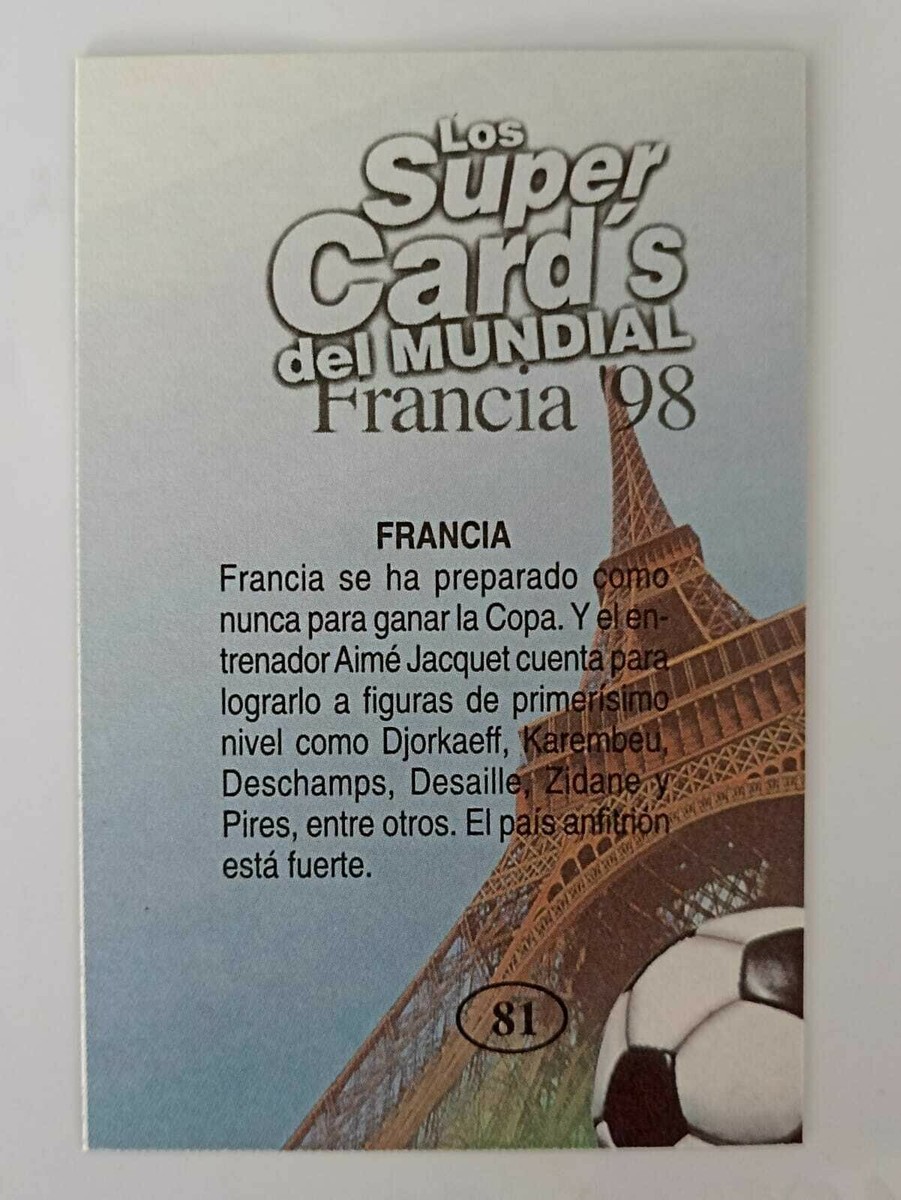 Los
Super
Card´s
del MUNDIAL
Francia '98
FRANCIA
Francia se ha preparado como
nunca para ganar la Copa. Y el en-
trenador Aimé Jacquet cuenta para
lograrlo a figuras de primerísimo
nivel como Djorkaeff, Karembeu,
Deschamps, Desaille, Zidane y
Pires, entre otros. El país anfitrión
está fuerte.
81